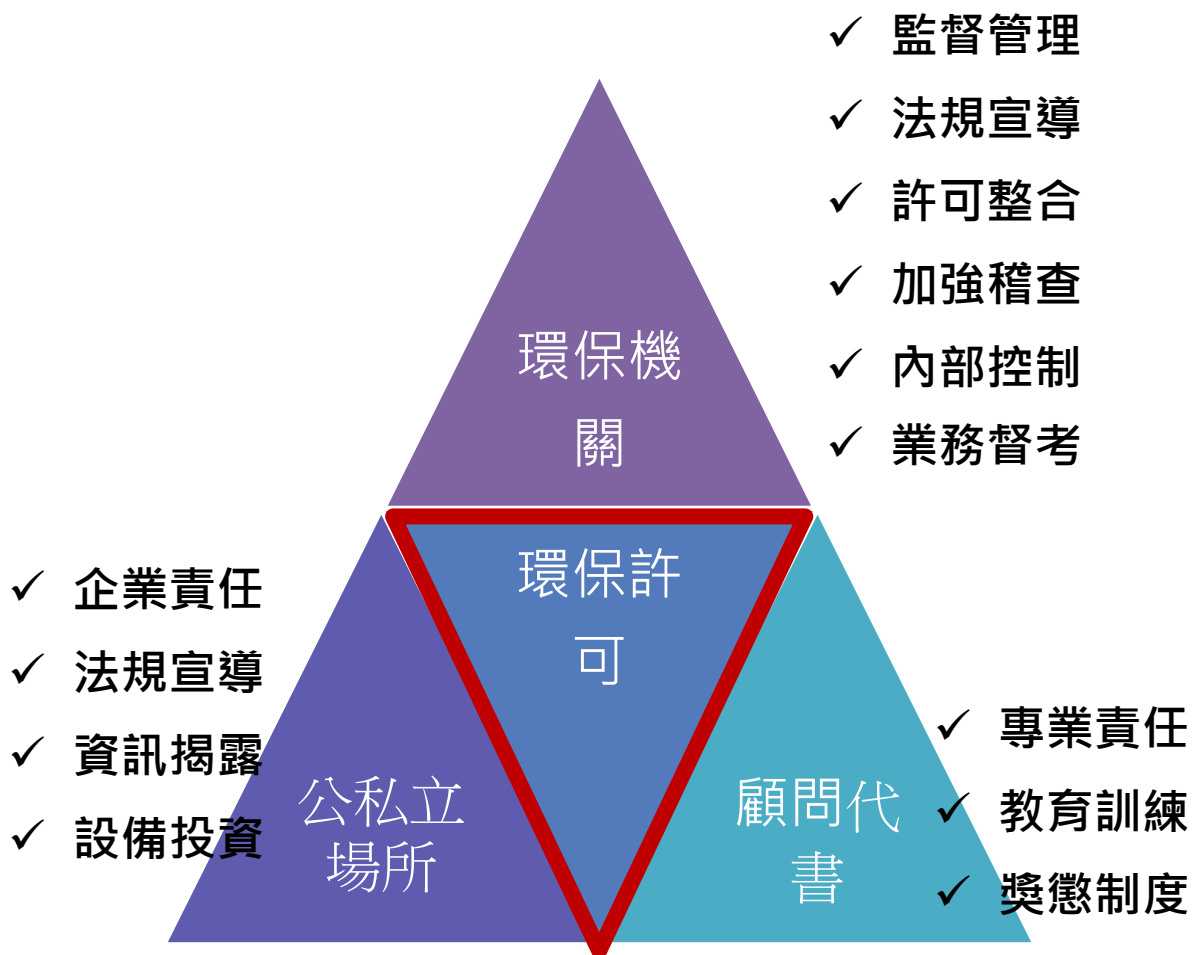 ✓ 監督管理
✓ 法規宣導
✓ 許可整合
✓ 加強稽查
✓ 內部控制
✓ 業務督考
環保機
關
環保許
可
✓ 企業責任
✓ 法規宣導
✓ 資訊揭露
✓ 設備投資
公私立
場所
顧問代
書
✓ 專業責任
✓ 教育訓練
✓ 獎懲制度